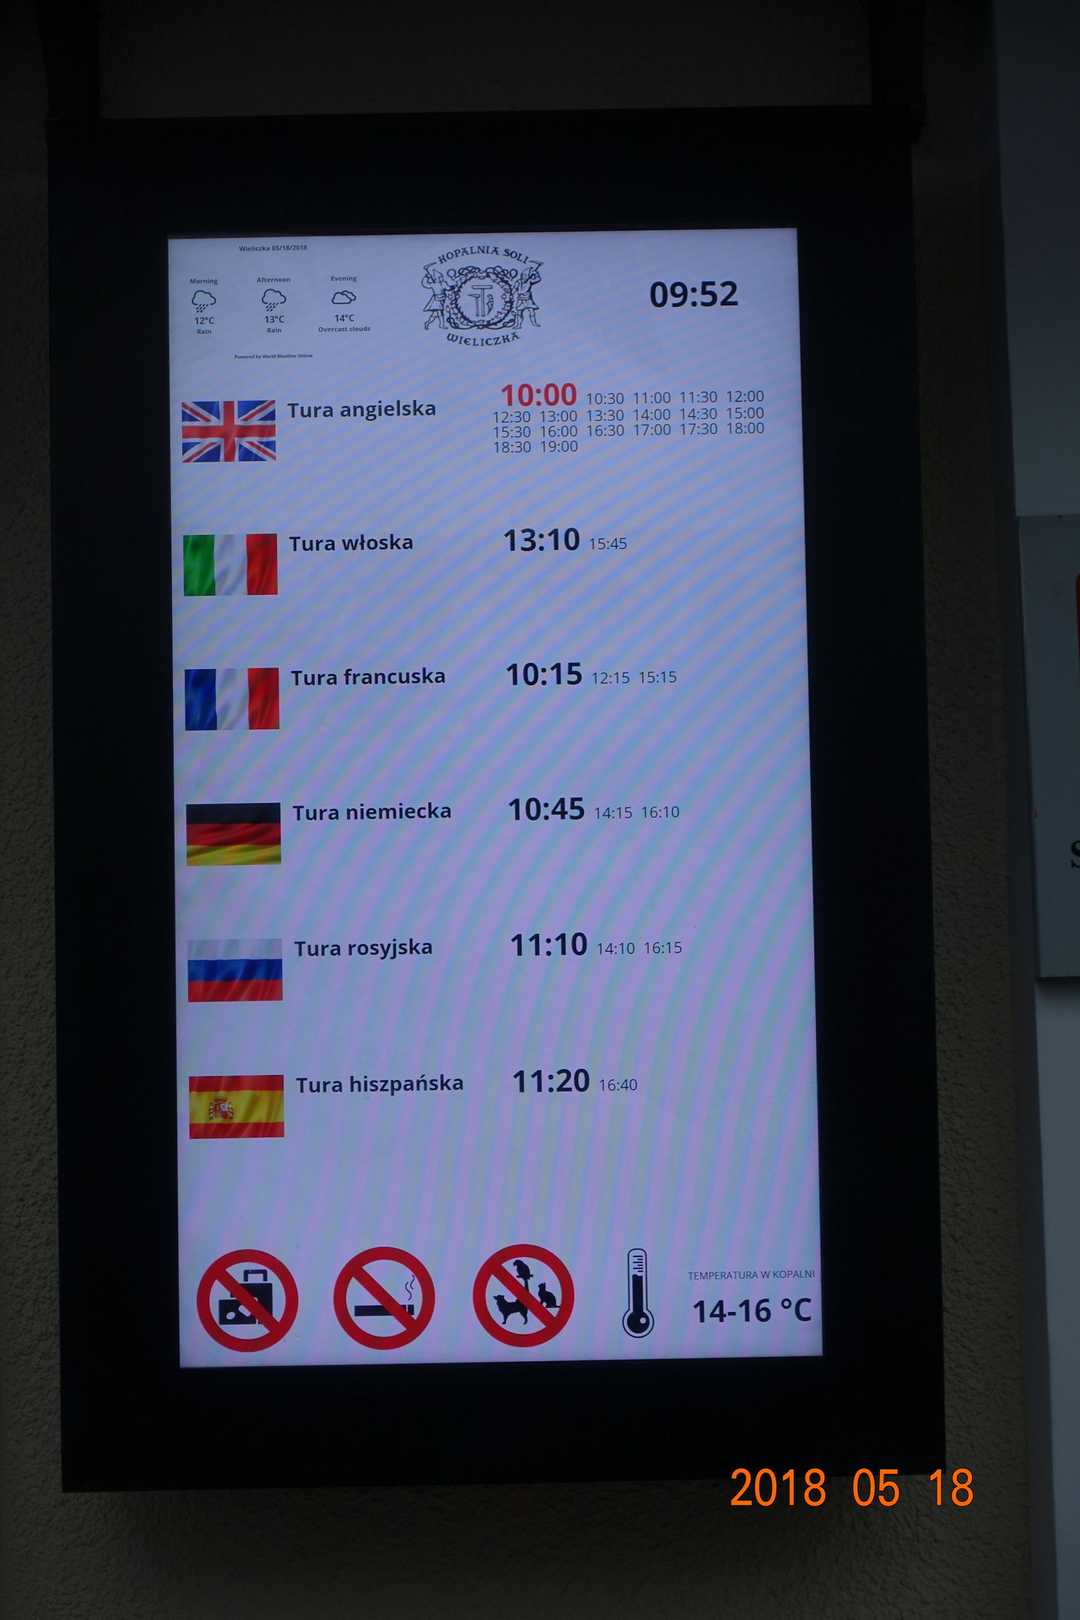 Wieliczka 05/18/2018
Morning Afternoon Evening
12°C 13°C 14°C
Rain Rain Overcast clouds
Powered by World Weather Online
KOPALNIA SOLI
WIELICZKA
09:52
Tura angielska 10:00 10:30 11:00 11:30 12:00
12:30 13:00 13:30 14:00 14:30 15:00
15:30 16:00 16:30 17:00 17:30 18:00
18:30 19:00
Tura włoska 13:10 15:45
Tura francuska 10:15 12:15 15:15
Tura niemiecka 10:45 14:15 16:10
Tura rosyjska 11:10 14:10 16:15
Tura hiszpańska 11:20 16:40
TEMPERATURA W KOPALNI
14-16 °C
2018 05 18